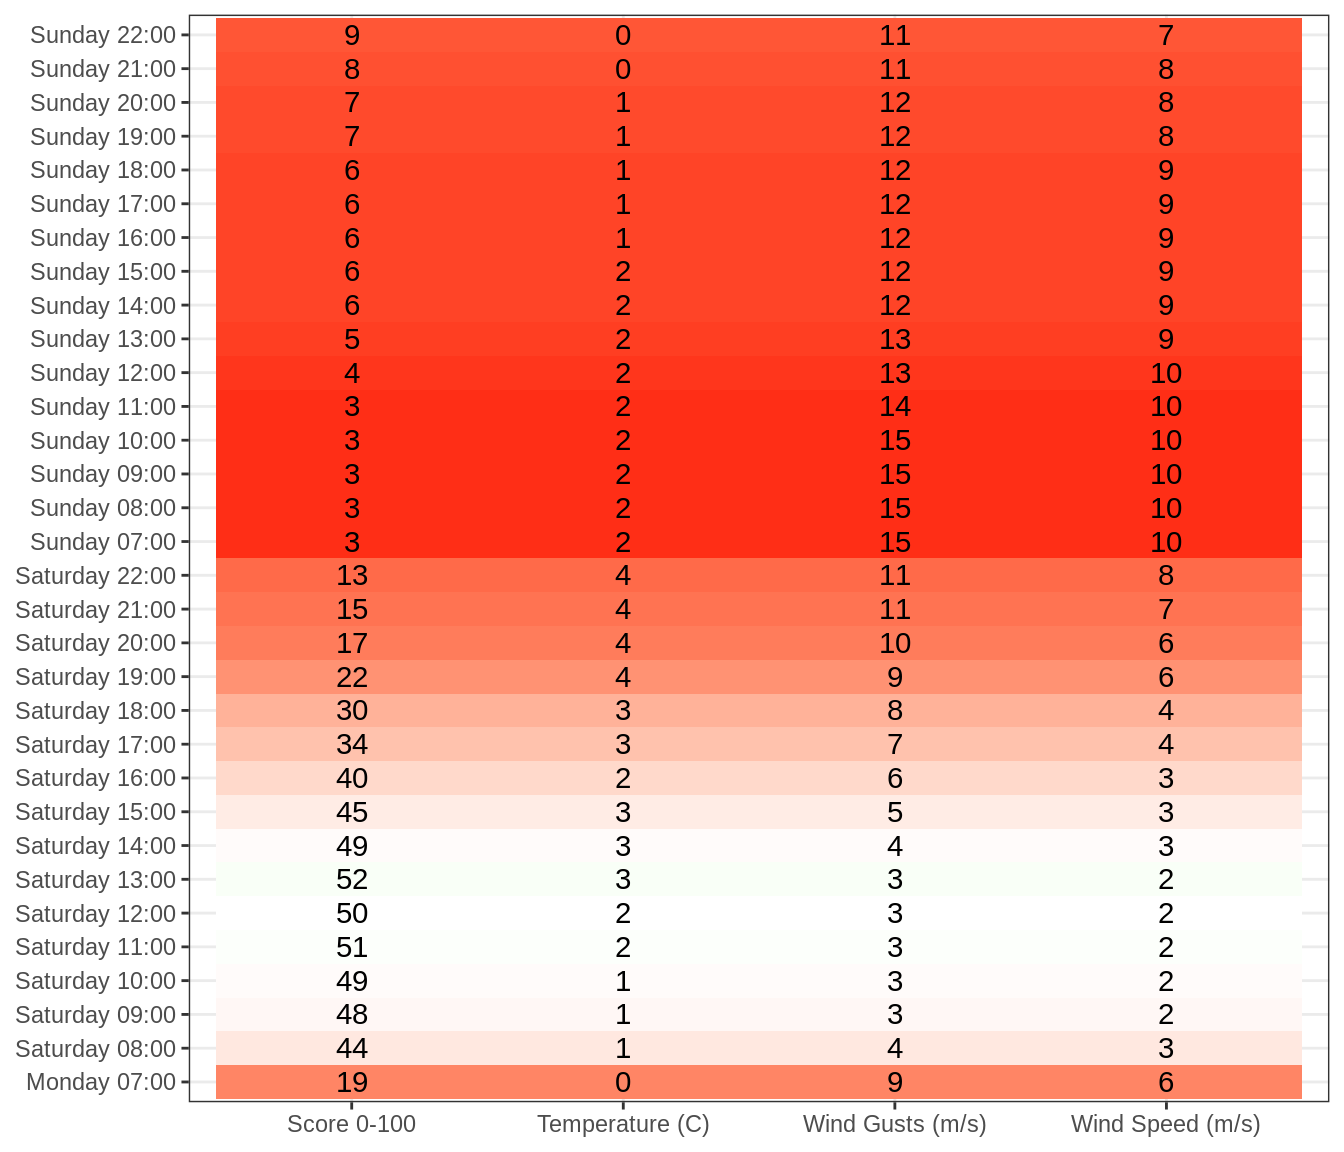 Sunday 22:00 9 0 11 7
Sunday 21:00 8 0 11 8
Sunday 20:00 7 1 12 8
Sunday 19:00 7 1 12 8
Sunday 18:00 6 1 12 9
Sunday 17:00 6 1 12 9
Sunday 16:00 6 1 12 9
Sunday 15:00 6 2 12 9
Sunday 14:00 6 2 12 9
Sunday 13:00 5 2 13 9
Sunday 12:00 4 2 13 10
Sunday 11:00 3 2 14 10
Sunday 10:00 3 2 15 10
Sunday 09:00 3 2 15 10
Sunday 08:00 3 2 15 10
Sunday 07:00 3 2 15 10
Saturday 22:00 13 4 11 8
Saturday 21:00 15 4 11 7
Saturday 20:00 17 4 10 6
Saturday 19:00 22 4 9 6
Saturday 18:00 30 3 8 4
Saturday 17:00 34 3 7 4
Saturday 16:00 40 2 6 3
Saturday 15:00 45 3 5 3
Saturday 14:00 49 3 4 3
Saturday 13:00 52 3 3 2
Saturday 12:00 50 2 3 2
Saturday 11:00 51 2 3 2
Saturday 10:00 49 1 3 2
Saturday 09:00 48 1 3 2
Saturday 08:00 44 1 4 3
Monday 07:00 19 0 9 6
Score 0-100 Temperature (C) Wind Gusts (m/s) Wind Speed (m/s)